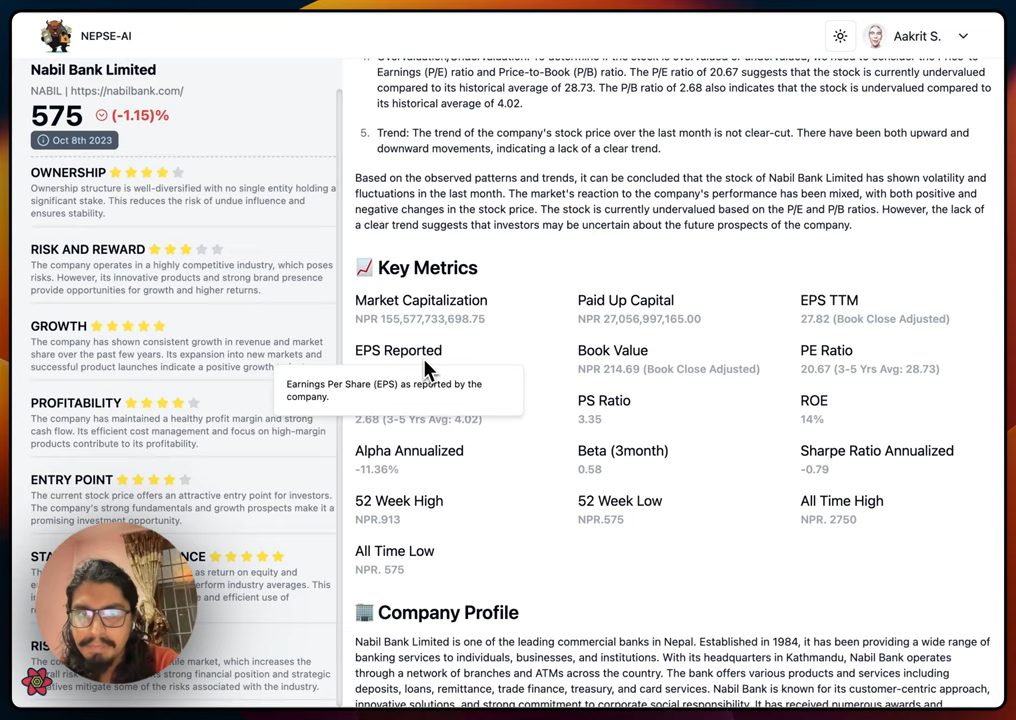 NEPSE-AI
Aakrit S.
Nabil Bank Limited
NABIL | https://nabilbank.com/
575 (-1.15)%
Oct 8th 2023
OWNERSHIP
Ownership structure is well-diversified with no single entity holding a
significant stake. This reduces the risk of undue influence and
ensures stability.
RISK AND REWARD
The company operates in a highly competitive industry, which poses
risks. However, its innovative products and strong brand presence
provide opportunities for growth and higher returns.
GROWTH
The company has shown consistent growth in revenue and market
share over the past few years. Its expansion into new markets and
successful product launches indicate a positive growth
PROFITABILITY
The company has maintained a healthy profit margin and strong
cash flow. Its efficient cost management and focus on high-margin
products contribute to its profitability.
ENTRY POINT
The current stock price offers an attractive entry point for investors.
The company's strong fundamentals and growth prospects make it a
promising investment opportunity.
as return on equity and
perform industry averages. This
and efficient use of
market, which increases the
strong financial position and strategic
mitigate some of the risks associated with the industry.
Earnings (P/E) ratio and Price-to-Book (P/B) ratio. The P/E ratio of 20.67 suggests that the stock is currently undervalued
compared to its historical average of 28.73. The P/B ratio of 2.68 also indicates that the stock is undervalued compared to
its historical average of 4.02.
5. Trend: The trend of the company's stock price over the last month is not clear-cut. There have been both upward and
downward movements, indicating a lack of a clear trend.
Based on the observed patterns and trends, it can be concluded that the stock of Nabil Bank Limited has shown volatility and
fluctuations in the last month. The market's reaction to the company's performance has been mixed, with both positive and
negative changes in the stock price. The stock is currently undervalued based on the P/E and P/B ratios. However, the lack of
a clear trend suggests that investors may be uncertain about the future prospects of the company.
Key Metrics
Market Capitalization Paid Up Capital EPS TTM
NPR 155,577,733,698.75 NPR 27,056,997,165.00 27.82 (Book Close Adjusted)
EPS Reported Book Value PE Ratio
NPR 214.69 (Book Close Adjusted) 20.67 (3-5 Yrs Avg: 28.73)
Earnings Per Share (EPS) as reported by the
company.
PS Ratio ROE
2.68 (3-5 Yrs Avg: 4.02) 3.35 14%
Alpha Annualized Beta (3month) Sharpe Ratio Annualized
-11.36% 0.58 -0.79
52 Week High 52 Week Low All Time High
NPR.913 NPR.575 NPR. 2750
All Time Low
NPR. 575
Company Profile
Nabil Bank Limited is one of the leading commercial banks in Nepal. Established in 1984, it has been providing a wide range of
banking services to individuals, businesses, and institutions. With its headquarters in Kathmandu, Nabil Bank operates
through a network of branches and ATMs across the country. The bank offers various products and services including
deposits, loans, remittance, trade finance, treasury, and card services. Nabil Bank is known for its customer-centric approach,
innovative solutions, and strong commitment to corporate social responsibility. It has received numerous awards and